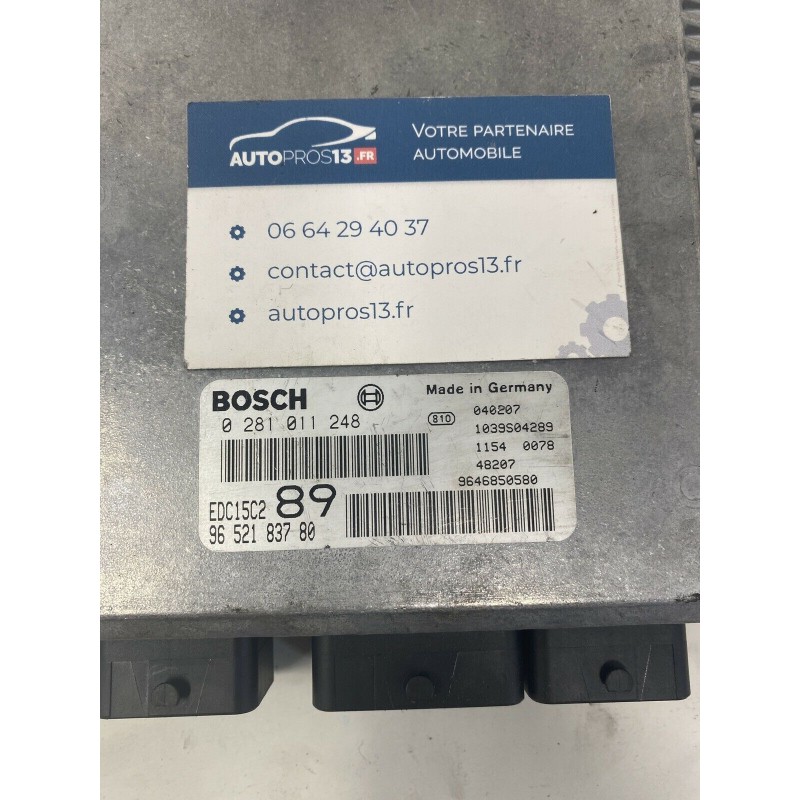 AUTOPROS13.FR
VOTRE PARTENAIRE
AUTOMOBILE
06 64 29 40 37
contact@autopros13.fr
autopros13.fr
BOSCH
Made in Germany
0 281 011 248
810
040207
1039S04289
1154 0078
48207
9646850580
EDC15C2 89
96 521 837 80